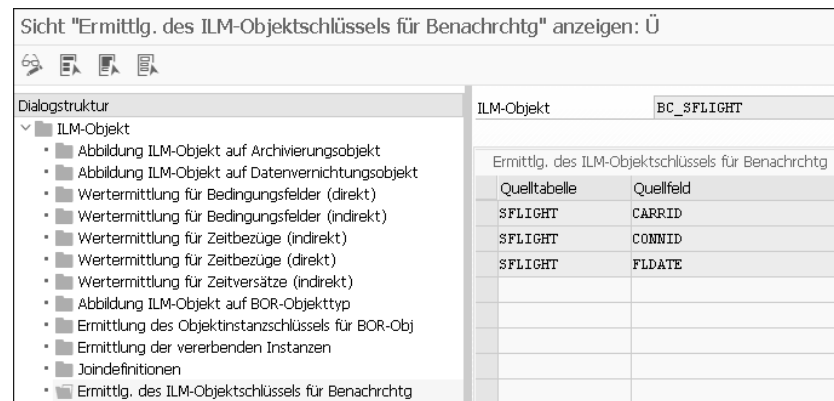 Sicht "Ermittlg. des ILM-Objektschlüssels für Benachrchtg" anzeigen: Ü
Dialogstruktur
ILM-Objekt
Abbildung ILM-Objekt auf Archivierungsobjekt
Abbildung ILM-Objekt auf Datenvernichtungsobjekt
Wertermittlung für Bedingungsfelder (direkt)
Wertermittlung für Bedingungsfelder (indirekt)
Wertermittlung für Zeitbezüge (indirekt)
Wertermittlung für Zeitbezüge (direkt)
Wertermittlung für Zeitversätze (indirekt)
Abbildung ILM-Objekt auf BOR-Objekttyp
Ermittlung des Objektinstanzschlüssels für BOR-Obj
Ermittlung der vererbenden Instanzen
Joindefinitionen
Ermittlg. des ILM-Objektschlüssels für Benachrchtg
ILM-Objekt BC_SFLIGHT
Ermittlg. des ILM-Objektschlüssels für Benachrchtg
Quelltabelle Quellfeld
SFLIGHT CARRID
SFLIGHT CONNID
SFLIGHT FLDATE